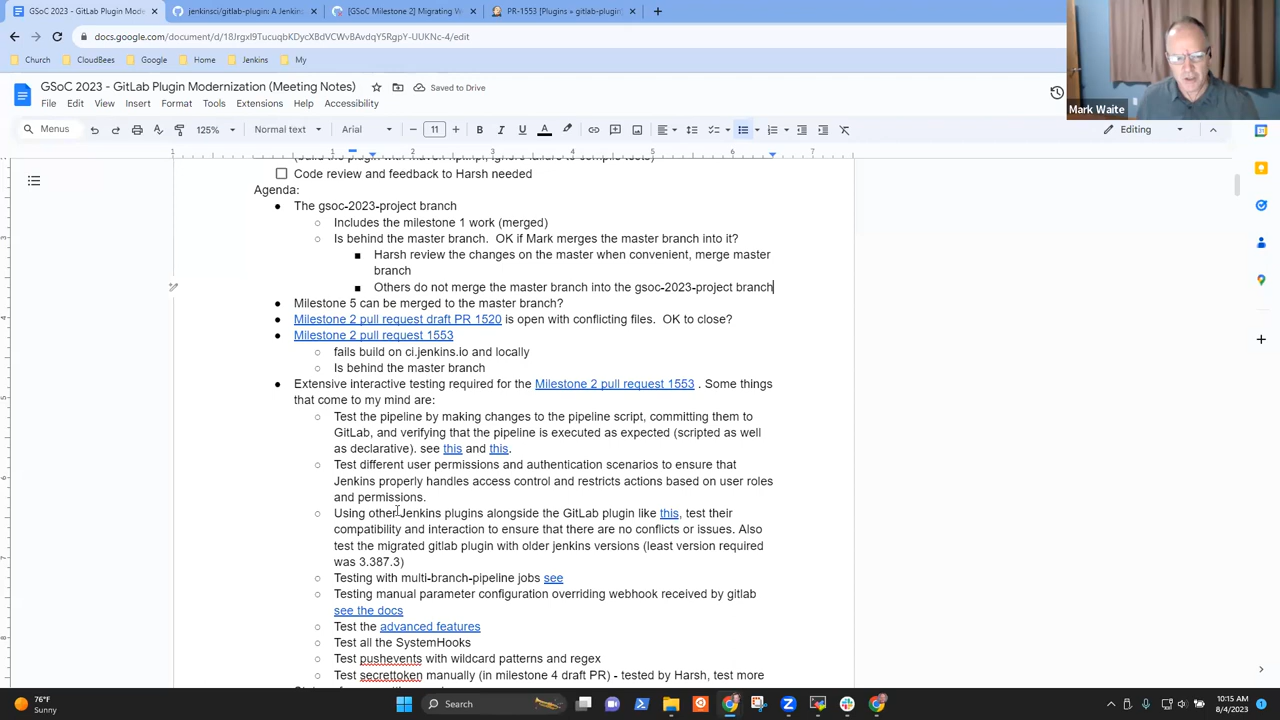 GSoC 2023 - GitLab Plugin Modern
jenkinsci/gitlab-plugin: A Jenkins
[GSoC Milestone 2] Migrating W
PR-1553 [Plugins » gitlab-plugin
docs.google.com/document/d/
Church
CloudBees
Google
Home
Jenkins
My
GSoC 2023 - GitLab Plugin Modernization (Meeting Notes)
Saved to Drive
File Edit View Insert Format Tools Extensions Help Accessibility
Mark Waite
Menus
125%
Normal text
Arial
11
Editing
1 1 2 3 4 5 6 7
Code review and feedback to Harsh needed
Agenda:
The gsoc-2023-project branch
Includes the milestone 1 work (merged)
Is behind the master branch. OK if Mark merges the master branch into it?
Harsh review the changes on the master when convenient, merge master
branch
Others do not merge the master branch into the gsoc-2023-project branch
Milestone 5 can be merged to the master branch?
Milestone 2 pull request draft PR 1520 is open with conflicting files. OK to close?
Milestone 2 pull request 1553
fails build on ci.jenkins.io and locally
Is behind the master branch
Extensive interactive testing required for the Milestone 2 pull request 1553 . Some things
that come to my mind are:
Test the pipeline by making changes to the pipeline script, committing them to
GitLab, and verifying that the pipeline is executed as expected (scripted as well
as declarative). see this and this.
Test different user permissions and authentication scenarios to ensure that
Jenkins properly handles access control and restricts actions based on user roles
and permissions.
Using other Jenkins plugins alongside the GitLab plugin like this, test their
compatibility and interaction to ensure that there are no conflicts or issues. Also
test the migrated gitlab plugin with older jenkins versions (least version required
was 3.387.3)
Testing with multi-branch-pipeline jobs see
Testing manual parameter configuration overriding webhook received by gitlab
see the docs
Test the advanced features
Test all the SystemHooks
Test pushevents with wildcard patterns and regex
Test secrettoken manually (in milestone 4 draft PR) - tested by Harsh, test more
76°F
Sunny
Search
10:15 AM
8/4/2023